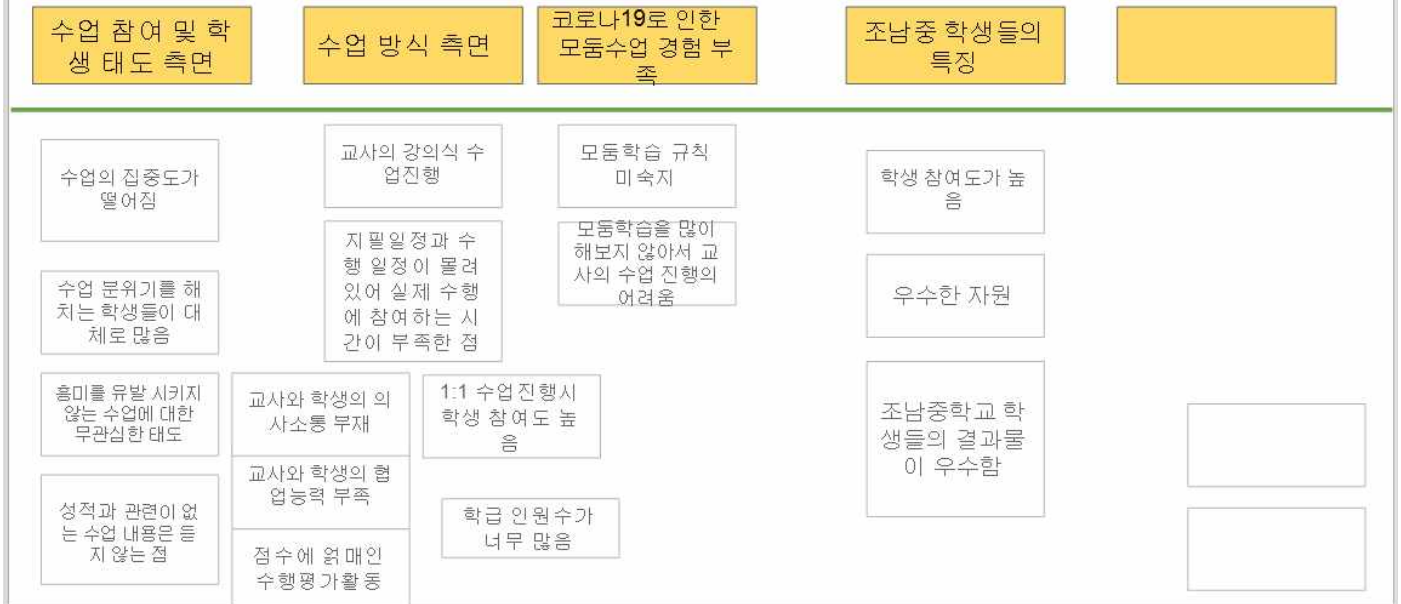 수업 참여 및 학
생 태도 측면
수업 방식 측면
코로나19로 인한
모둠수업 경험 부
족
조남중 학생들의
특징
수업의 집중도가
떨어짐
수업 분위기를 해
치는 학생들이 대
체로 많음
흥미를 유발 시키지
않는 수업에 대한
무관심한 태도
성적과 관련이 없
는 수업 내용은 듣
지 않는 점
교사의 강의식 수
업진행
지필일정과 수
행 일정이 몰려
있어 실제 수행
에 참여하는 시
간이 부족한 점
교사와 학생의 의
사소통 부재
교사와 학생의 협
업능력 부족
점수에 얽매인
수행평가활동
1:1 수업진행시
학생 참여도 높
음
학급 인원수가
너무 많음
모둠학습 규칙
미숙지
모둠학습을 많이
해보지 않아서 교
사의 수업 진행의
어려움
학생 참여도가 높
음
우수한 자원
조남중학교 학
생들의 결과물
이 우수함